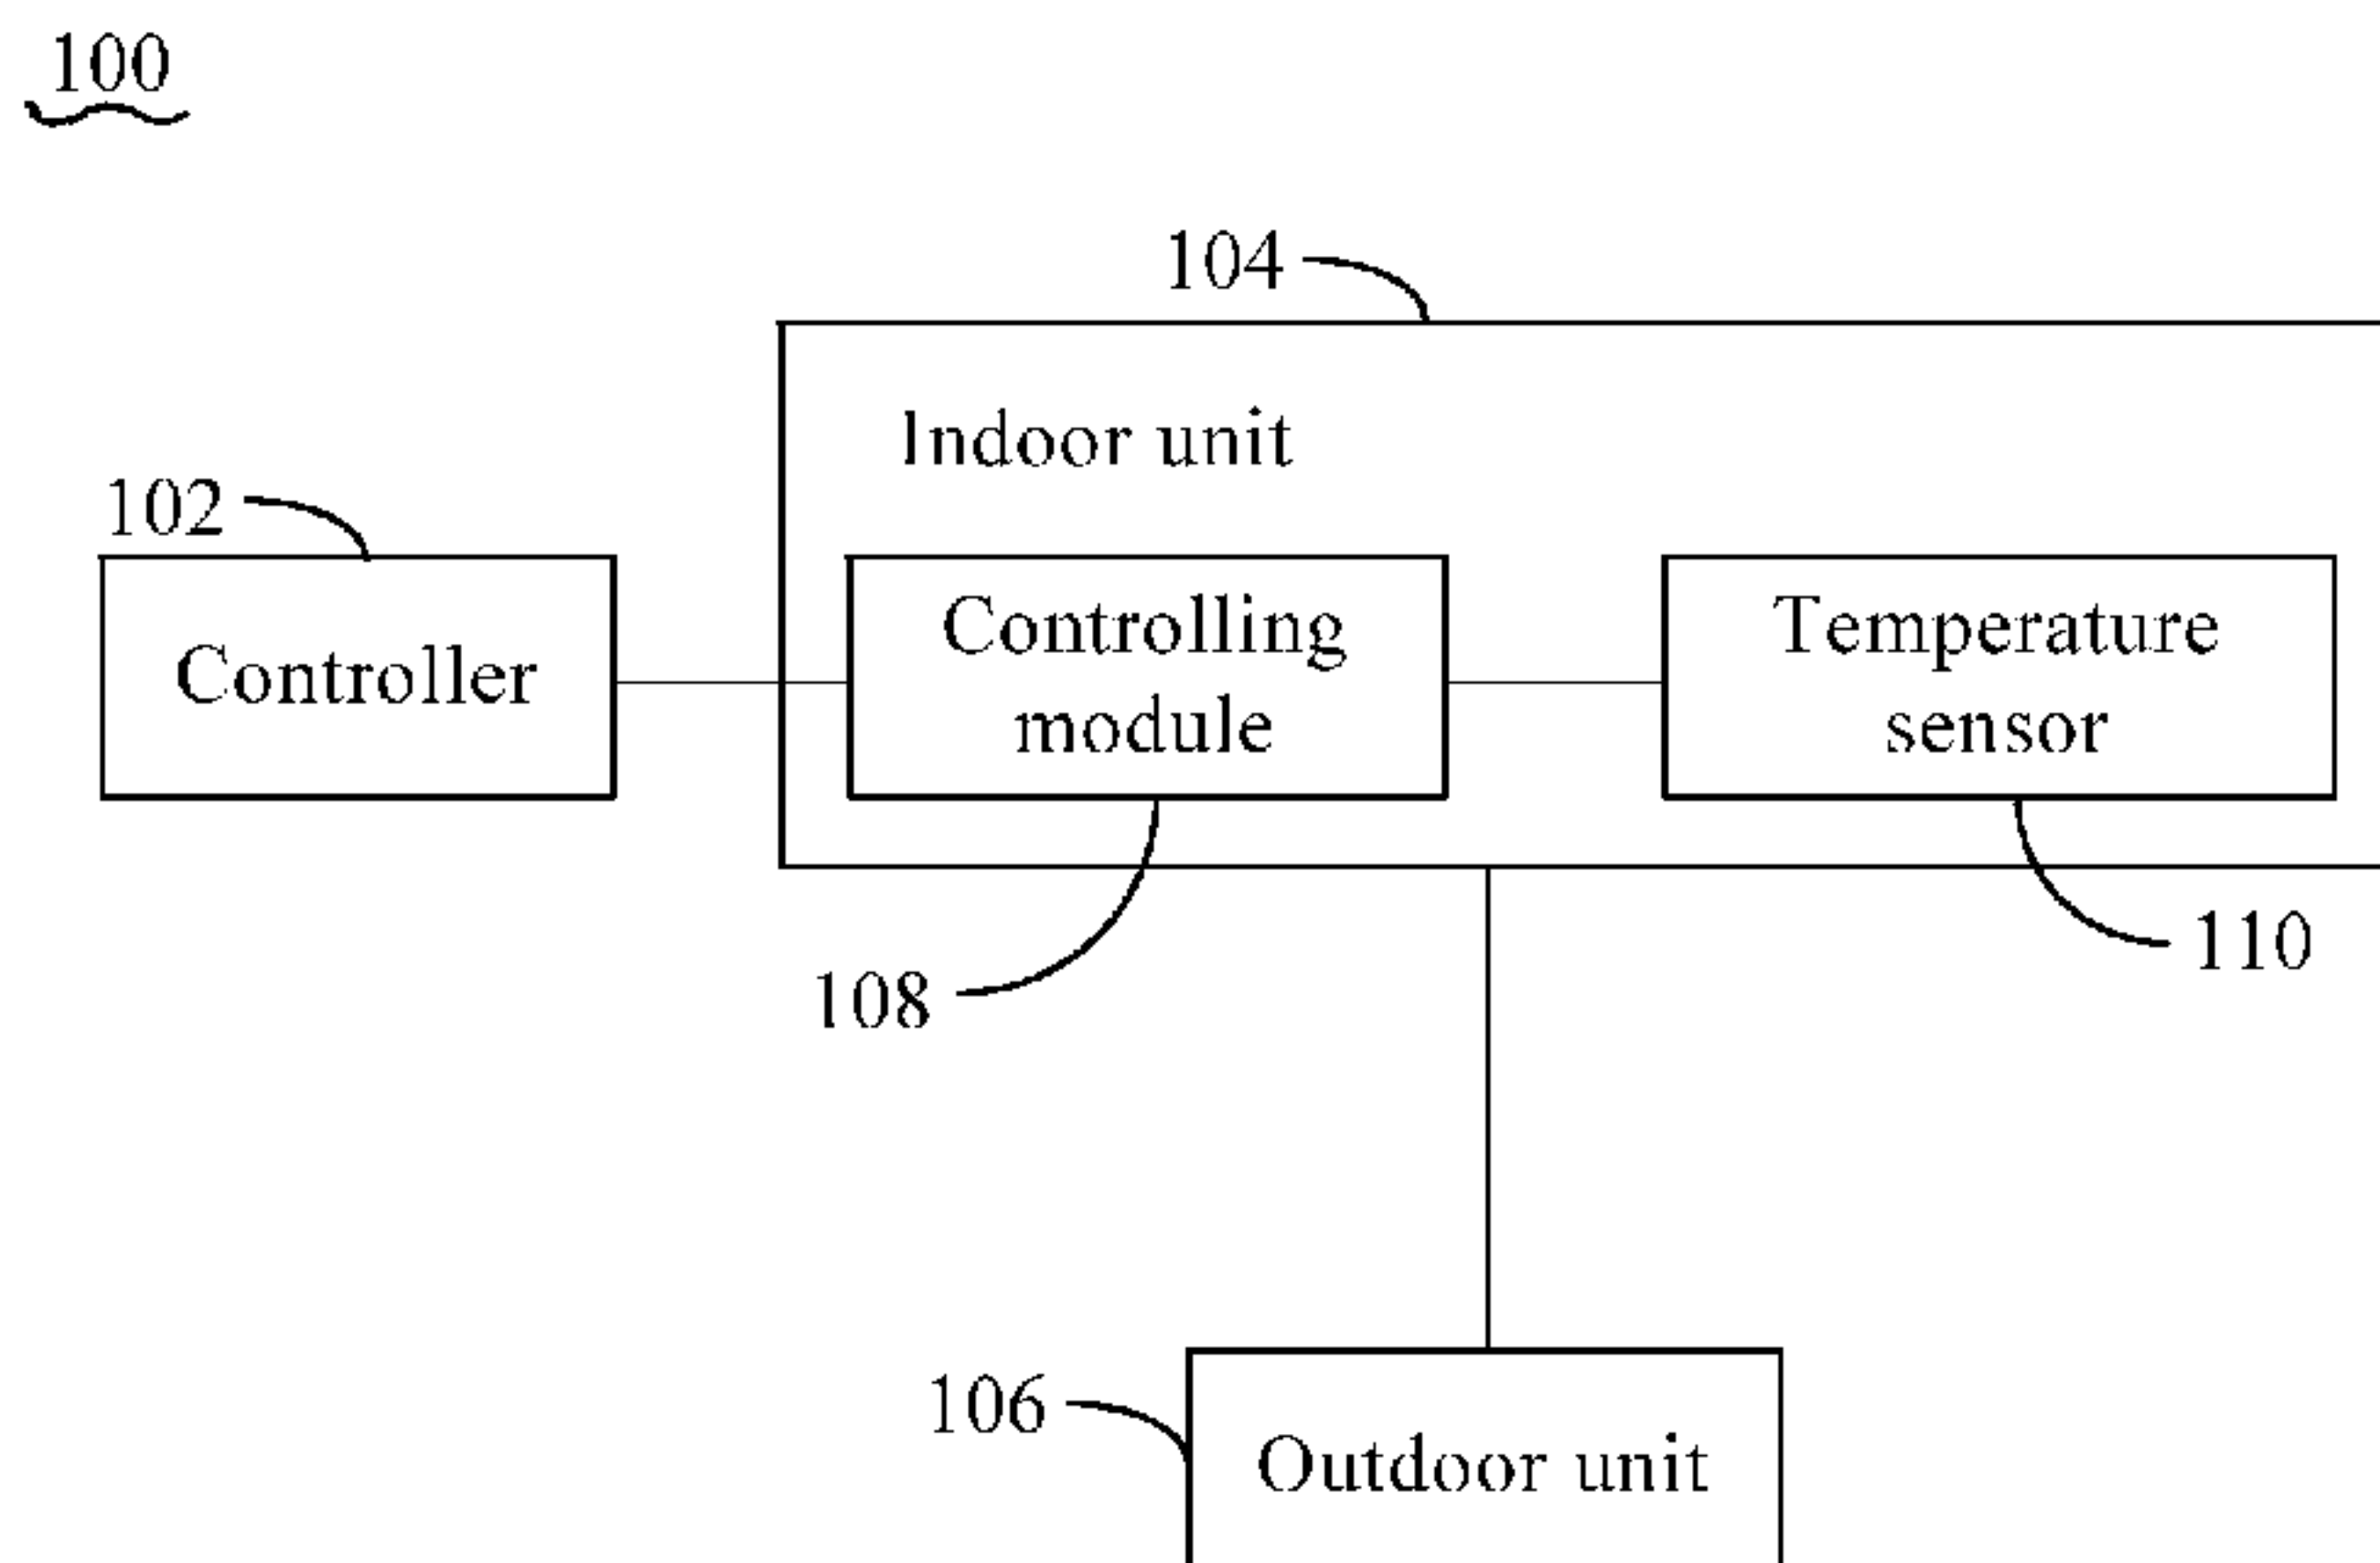 100
104
Indoor unit
102
Controller
Controlling
module
Temperature
sensor
108
110
106
Outdoor unit